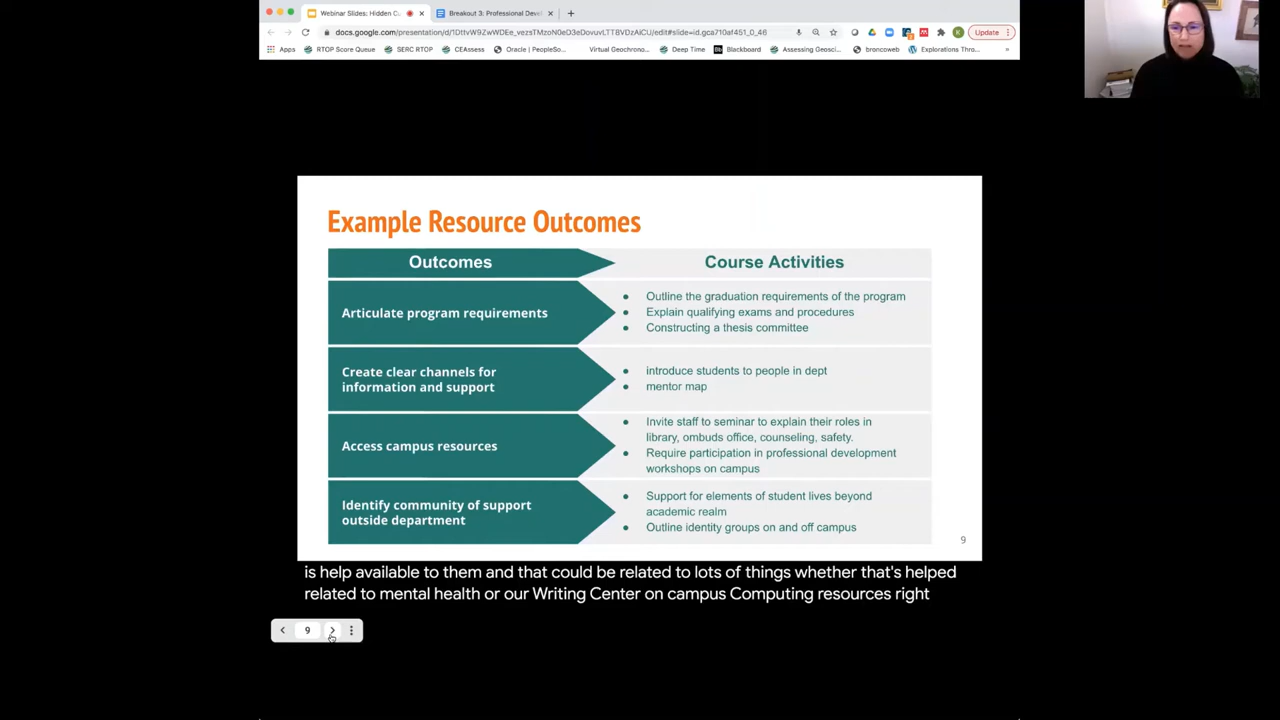 Webinar Slides: Hidden Cu
Breakout 3: Professional Deve
docs.google.com/presentation/d/
Update
Apps
RTOP Score Queue
SERC RTOP
CEAssess
Oracle | PeopleSo...
Virtual Geochrono...
Deep Time
Blackboard
Assessing Geosci...
broncoweb
Explorations Thro...
»
Example Resource Outcomes
Outcomes
Course Activities
Articulate program requirements
● Outline the graduation requirements of the program
● Explain qualifying exams and procedures
● Constructing a thesis committee
Create clear channels for
information and support
● introduce students to people in dept
● mentor map
Access campus resources
● Invite staff to seminar to explain their roles in
library, ombuds office, counseling, safety.
● Require participation in professional development
workshops on campus
Identify community of support
outside department
● Support for elements of student lives beyond
academic realm
● Outline identity groups on and off campus
9
is help available to them and that could be related to lots of things whether that's helped
related to mental health or our Writing Center on campus Computing resources right
9